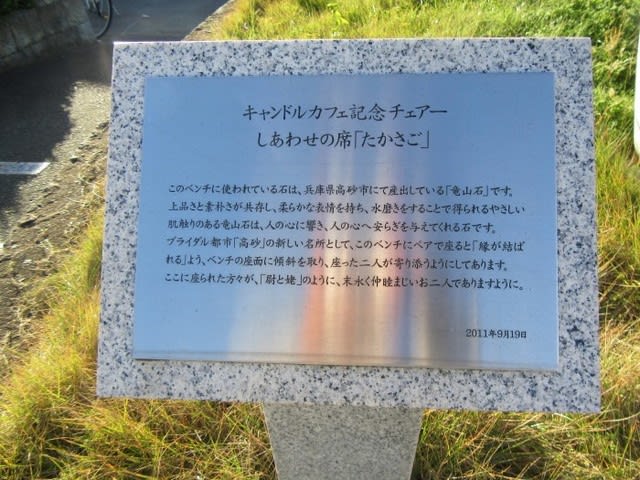 キャンドルカフェ記念チェアー
しあわせの席「たかさご」
このベンチに使われている石は、兵庫県高砂市にて産出している「竜山石」です。
上品さと素朴さが共存し、柔らかな表情を持ち、水磨きをすることで得られるやさしい
肌触りのある竜山石は、人の心に響き、人の心へ安らぎを与えてくれる石です。
ブライダル都市「高砂」の新しい名所として、このベンチにペアで座ると「縁が結ば
れる」よう、ベンチの座面に傾斜を取り、座った二人が寄り添うようにしてあります。
ここに座られた方々が、「尉と姥」のように、末永く仲睦まじいお二人でありますように。
2011年9月19日